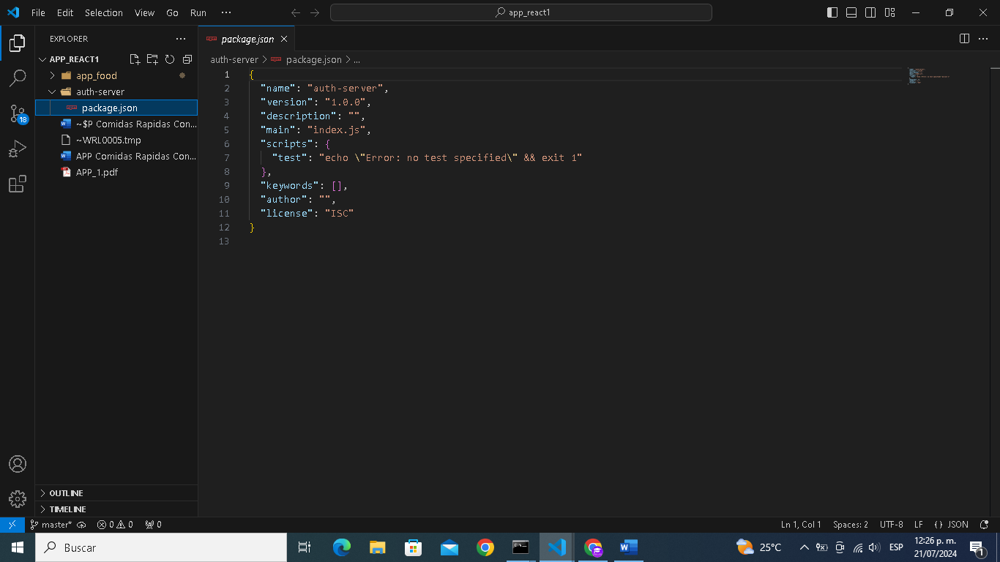 File Edit Selection View Go Run ··· app_react1
EXPLORER ···
package.json
APP_REACT1
auth-server > package.json > ...
app_food
auth-server
package.json
~$P Comidas Rapidas Con...
~WRL0005.tmp
APP Comidas Rapidas Con...
APP_1.pdf
18
1 {
2 "name": "auth-server",
3 "version": "1.0.0",
4 "description": "",
5 "main": "index.js",
6 "scripts": {
7 "test": "echo \"Error: no test specified\" && exit 1"
8 },
9 "keywords": [],
10 "author": "",
11 "license": "ISC"
12 }
13
OUTLINE
TIMELINE
master* 0 0 0 Ln 1, Col 1 Spaces: 2 UTF-8 LF {} JSON
Buscar 25°C ESP 12:26 p. m.
21/07/2024 1